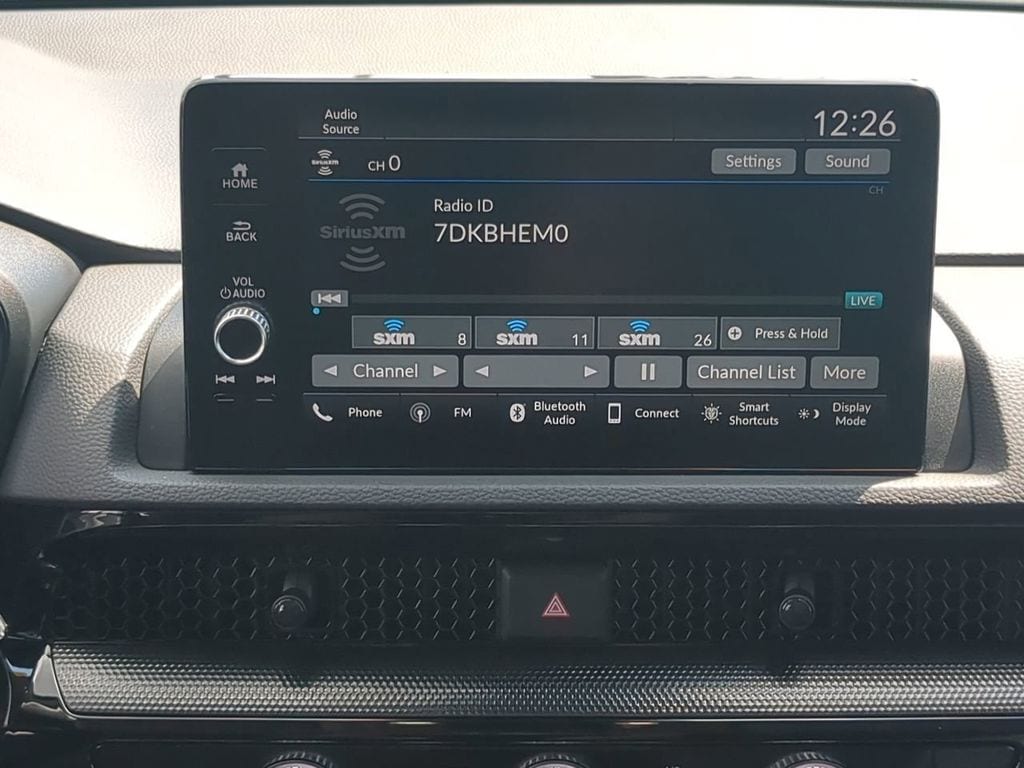 Audio
Source
12:26
HOME
SiriusXM
CH 0
Settings
Sound
CH
Radio ID
SiriusXM
7DKBHEM0
BACK
VOL
AUDIO
LIVE
sxm 8
sxm 11
sxm 26
Press & Hold
Channel
Channel List
More
Phone
FM
Bluetooth
Audio
Connect
Smart
Shortcuts
Display
Mode